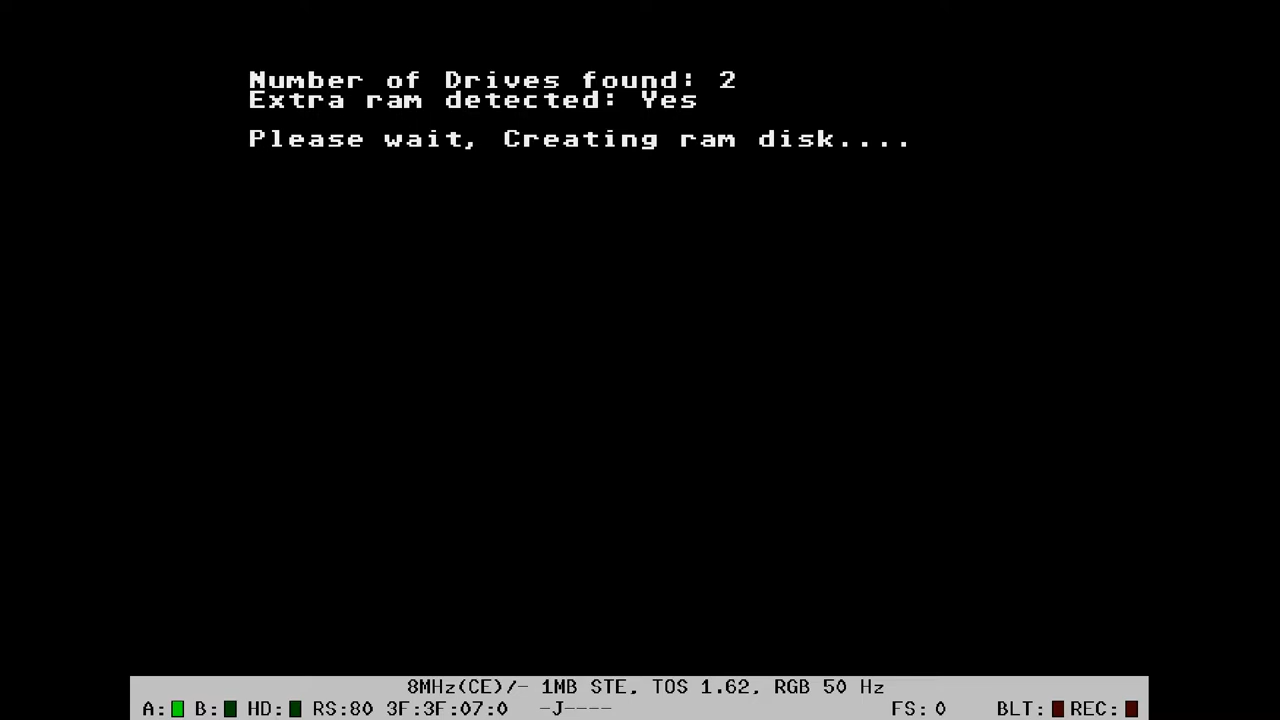 Number of Drives found: 2
Extra ram detected: Yes
Please wait, Creating ram disk....
8MHz(CE)/- 1MB STE, TOS 1.62, RGB 50 Hz
A: B: HD: RS:80 3F:3F:07:0 -J---- FS: 0 BLT: REC: